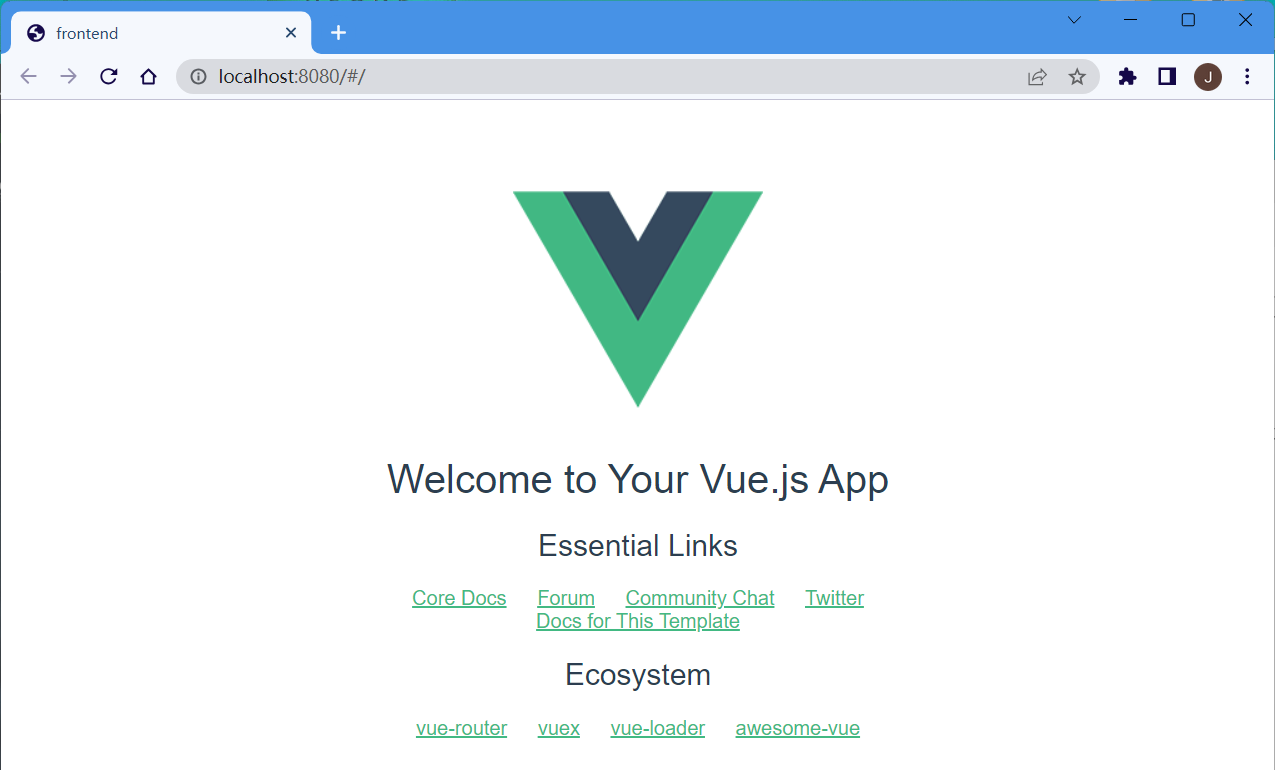 frontend
localhost:8080/#/
J
Welcome to Your Vue.js App
Essential Links
Core Docs Forum Community Chat Twitter
Docs for This Template
Ecosystem
vue-router vuex vue-loader awesome-vue